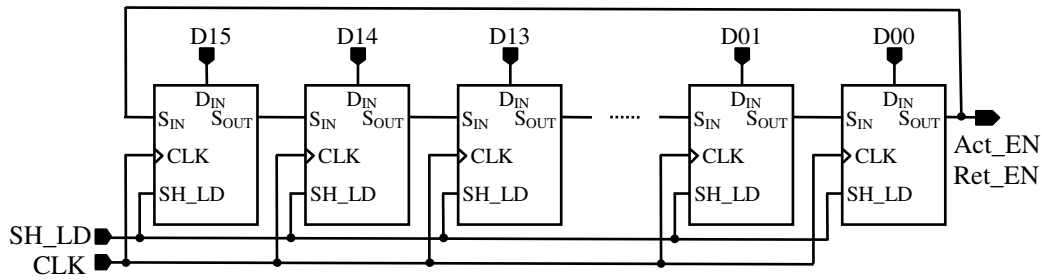 D15 D14 D13 D01 D00
D_IN D_IN D_IN D_IN D_IN
S_IN S_OUT S_IN S_OUT S_IN S_OUT ...... S_IN S_OUT S_IN S_OUT
Act_EN
CLK CLK CLK CLK CLK
Ret_EN
SH_LD SH_LD SH_LD SH_LD SH_LD
SH_LD
CLK